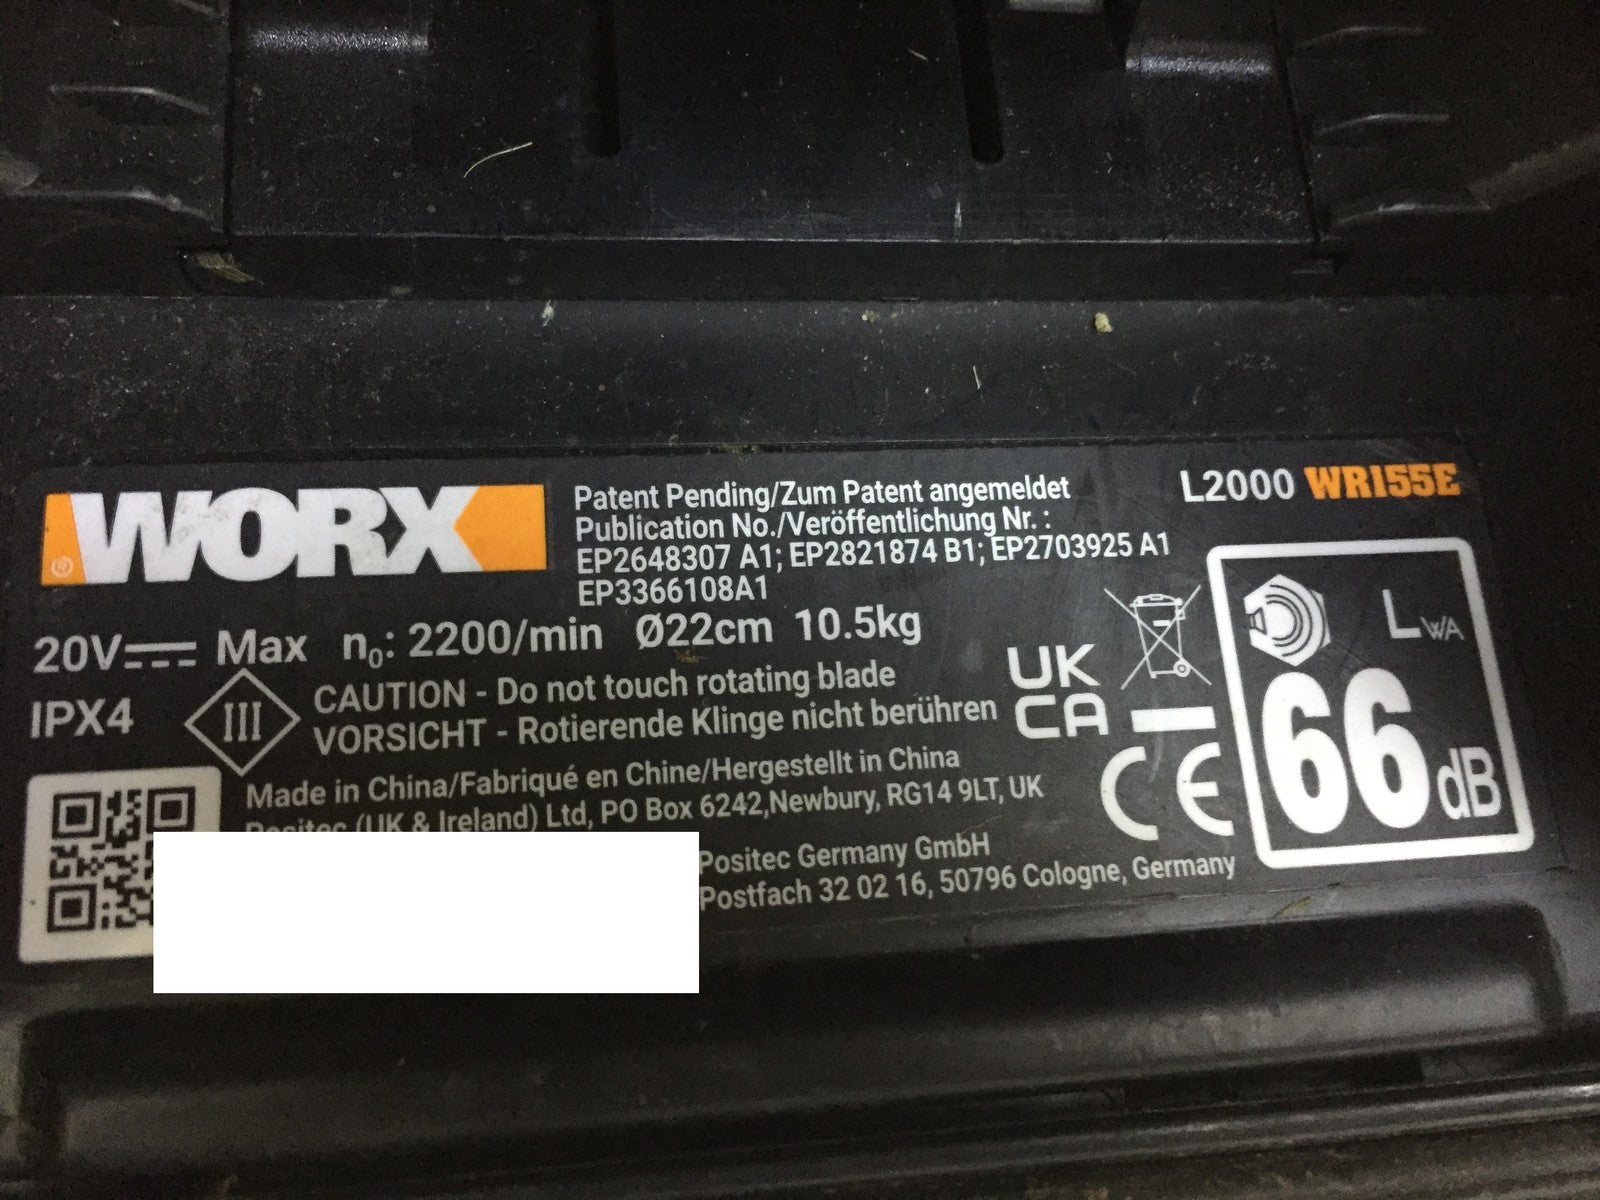 WORX
Patent Pending/Zum Patent angemeldet
Publication No./Veröffentlichung Nr. :
EP2648307 A1; EP2821874 B1; EP2703925 A1
EP3366108A1
L2000 WR155E
20V Max n0: 2200/min Ø22cm 10.5kg
IPX4
III
CAUTION - Do not touch rotating blade
VORSICHT - Rotierende Klinge nicht berühren
UK
CA
CE
LWA
66 dB
Made in China/Fabriqué en Chine/Hergestellt in China
Positec (UK & Ireland) Ltd, PO Box 6242,Newbury, RG14 9LT, UK
Positec Germany GmbH
Postfach 32 02 16, 50796 Cologne, Germany